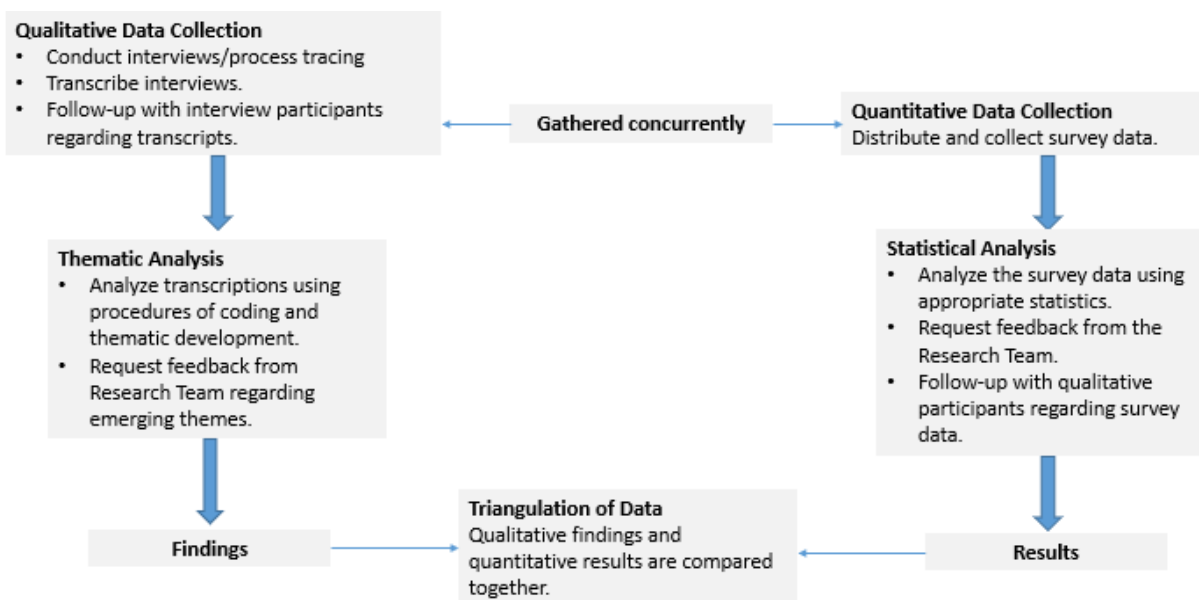 Qualitative Data Collection
• Conduct interviews/process tracing
• Transcribe interviews.
• Follow-up with interview participants
regarding transcripts.
Gathered concurrently
Quantitative Data Collection
Distribute and collect survey data.
Thematic Analysis
• Analyze transcriptions using
procedures of coding and
thematic development.
• Request feedback from
Research Team regarding
emerging themes.
Statistical Analysis
• Analyze the survey data using
appropriate statistics.
• Request feedback from the
Research Team.
• Follow-up with qualitative
participants regarding survey
data.
Findings
Triangulation of Data
Qualitative findings and
quantitative results are compared
together.
Results